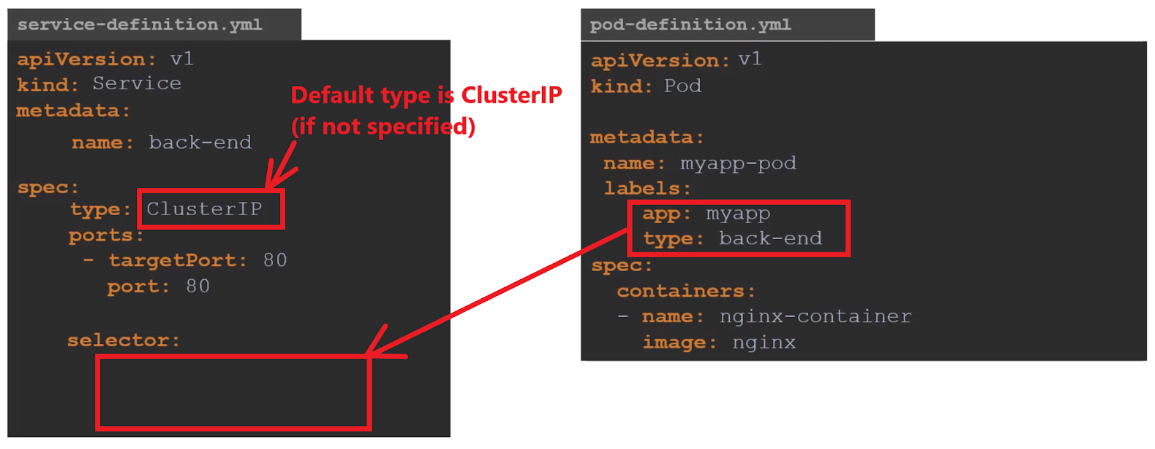 service-definition.yml
apiVersion: v1
kind: Service
metadata:
name: back-end
spec:
type: ClusterIP
ports:
- targetPort: 80
port: 80
selector:
Default type is ClusterIP
(if not specified)
pod-definition.yml
apiVersion: v1
kind: Pod
metadata:
name: myapp-pod
labels:
app: myapp
type: back-end
spec:
containers:
- name: nginx-container
image: nginx